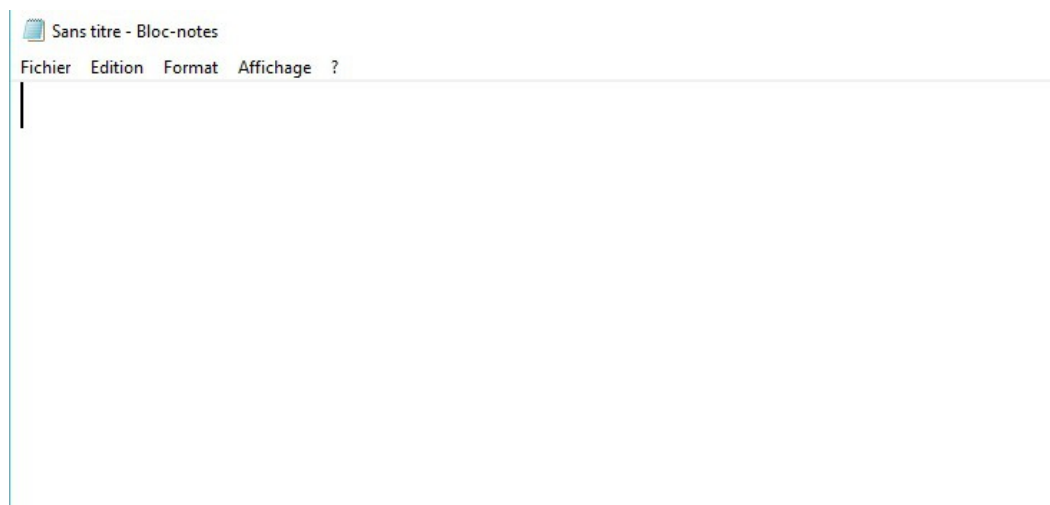 Sans titre - Bloc-notes
Fichier Edition Format Affichage ?